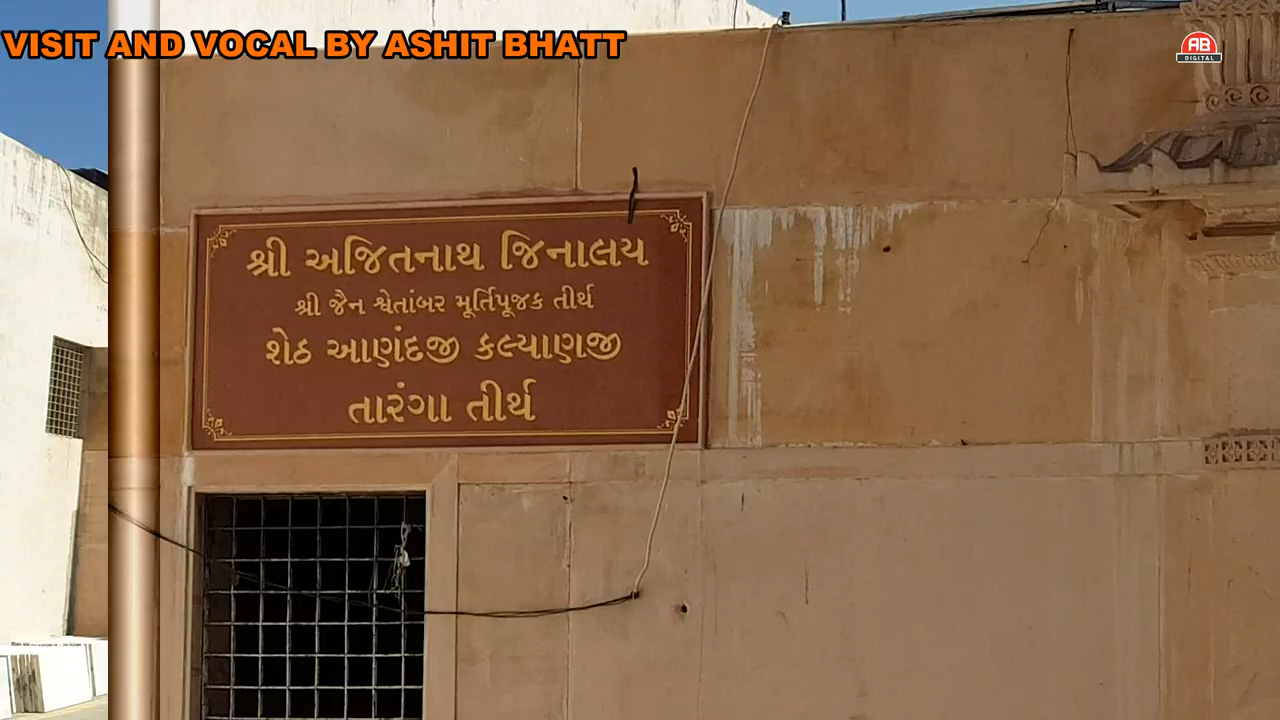 VISIT AND VOCAL BY ASHIT BHATT
AB
DIGITAL
શ્રી અજિતનાથ જિનાલય
શ્રી જૈન શ્વેતાંબર મૂર્તિપૂજક તીર્થ
શેઠ આણંદજી કલ્યાણજી
તારંગા તીર્થ